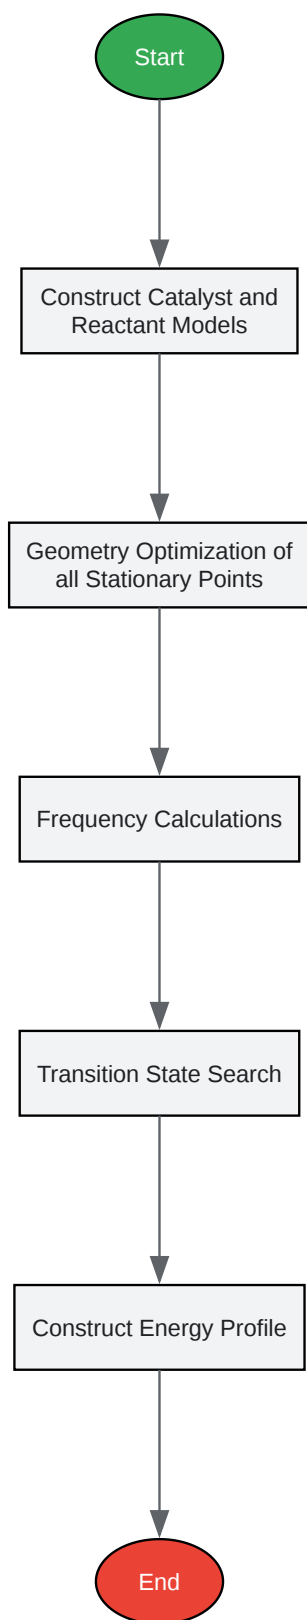 Start
Construct Catalyst and
Reactant Models
Geometry Optimization of
all Stationary Points
Frequency Calculations
Transition State Search
Construct Energy Profile
End